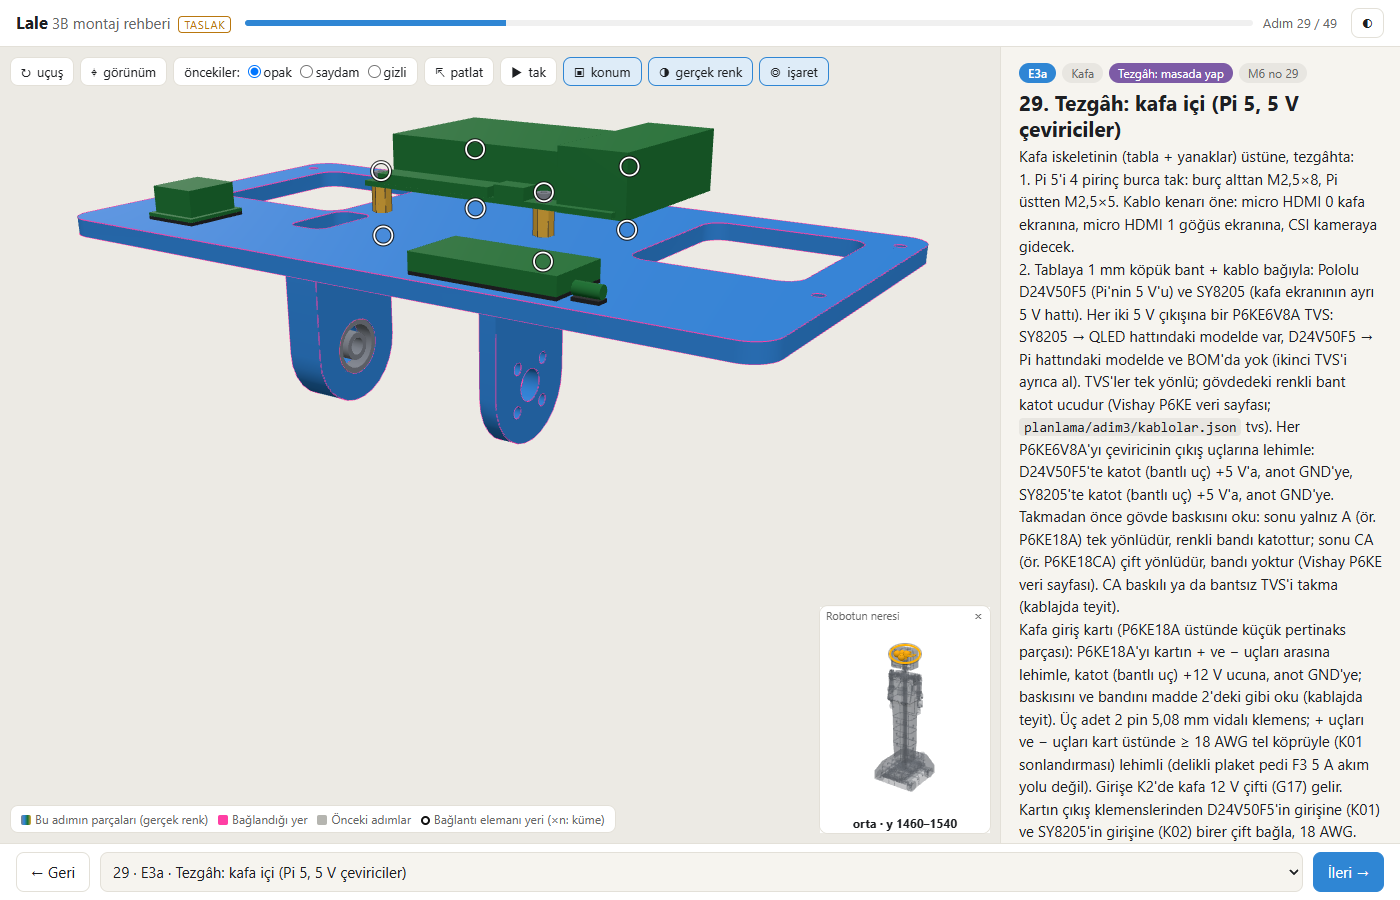 Lale 3B montaj rehberi TASLAK
Adım 29 / 49
uçuş
görünüm
öncekiler: opak saydam gizli
patlat
tak
konum
gerçek renk
işaret
E3a Kafa Tezgâh: masada yap M6 no 29
29. Tezgâh: kafa içi (Pi 5, 5 V
çeviriciler)
Kafa iskeletinin (tabla + yanaklar) üstüne, tezgâhta:
1. Pi 5'i 4 pirinç burca tak: burç alttan M2,5×8, Pi
üstten M2,5×5. Kablo kenarı öne: micro HDMI 0 kafa
ekranına, micro HDMI 1 göğüs ekranına, CSI kameraya
gidecek.
2. Tablaya 1 mm köpük bant + kablo bağıyla: Pololu
D24V50F5 (Pi'nin 5 V'u) ve SY8205 (kafa ekranının ayrı
5 V hattı). Her iki 5 V çıkışına bir P6KE6V8A TVS:
SY8205 → QLED hattındaki modelde var, D24V50F5 →
Pi hattındaki modelde ve BOM'da yok (ikinci TVS'i
ayrıca al). TVS'ler tek yönlü; gövdedeki renkli bant
katot ucudur (Vishay P6KE veri sayfası;
planlama/adim3/kablolar.json tvs). Her
P6KE6V8A'yı çeviricinin çıkış uçlarına lehimle:
D24V50F5'te katot (bantlı uç) +5 V'a, anot GND'ye,
SY8205'te katot (bantlı uç) +5 V'a, anot GND'ye.
Takmadan önce gövde baskısını oku: sonu yalnız A (ör.
P6KE18A) tek yönlüdür, renkli bandı katottur; sonu CA
(ör. P6KE18CA) çift yönlüdür, bandı yoktur (Vishay P6KE
veri sayfası). CA baskılı ya da bantsız TVS'i takma
(kablajda teyit).
Kafa giriş kartı (P6KE18A üstünde küçük pertinaks
parçası): P6KE18A'yı kartın + ve − uçları arasına
lehimle, katot (bantlı uç) +12 V ucuna, anot GND'ye;
baskısını ve bandını madde 2'deki gibi oku (kablajda
teyit). Üç adet 2 pin 5,08 mm vidalı klemens; + uçları
ve − uçları kart üstünde ≥ 18 AWG tel köprüyle (K01
sonlandırması) lehimli (delikli plaket pedi F3 5 A akım
yolu değil). Girişe K2'de kafa 12 V çifti (G17) gelir.
Kartın çıkış klemenslerinden D24V50F5'in girişine (K01)
ve SY8205'in girişine (K02) birer çift bağla, 18 AWG.
Robotun neresi ×
orta · y 1460–1540
Bu adımın parçaları (gerçek renk) Bağlandığı yer Önceki adımlar Bağlantı elemanı yeri (×n: küme)
← Geri
29 · E3a · Tezgâh: kafa içi (Pi 5, 5 V çeviriciler)
İleri →